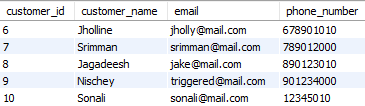 customer_id customer_name email phone_number
6 Jholline jholly@mail.com 678901010
7 Srimman srimman@mail.com 789012000
8 Jagadeesh jake@mail.com 890123010
9 Nischey triggered@mail.com 901234000
10 Sonali sonali@mail.com 12345010